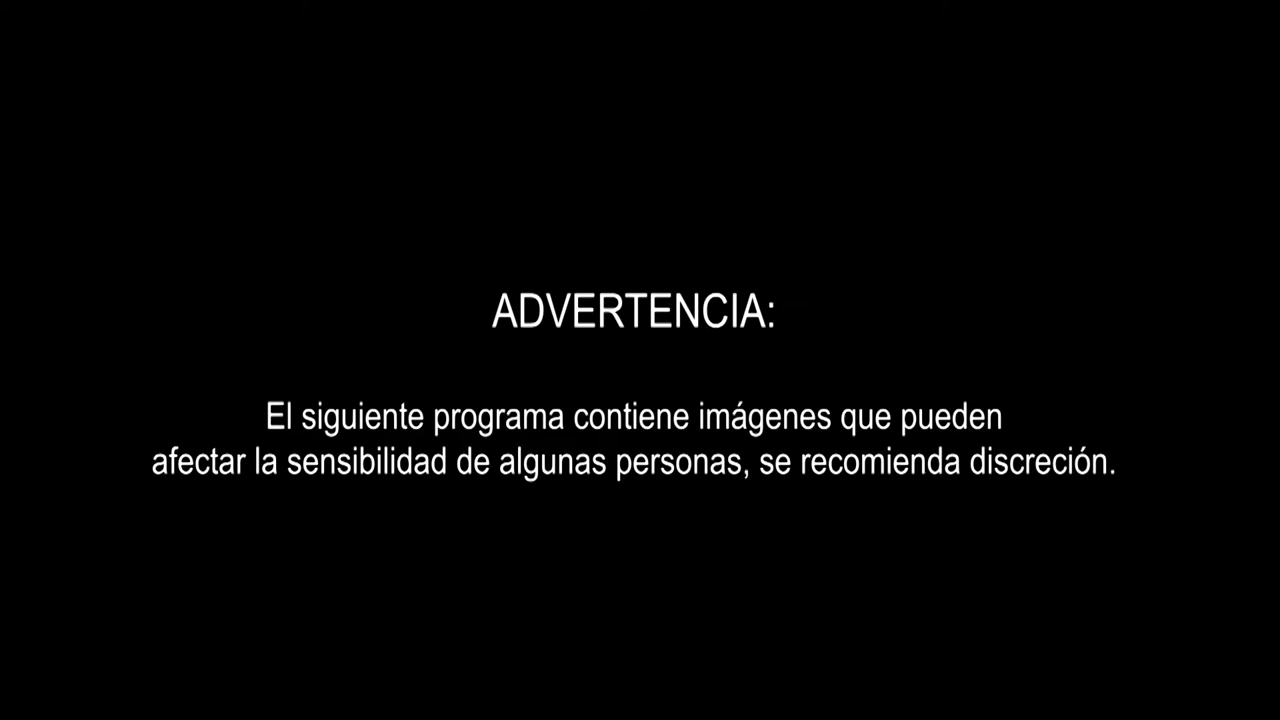 ADVERTENCIA:
El siguiente programa contiene imágenes que pueden
afectar la sensibilidad de algunas personas, se recomienda discreción.